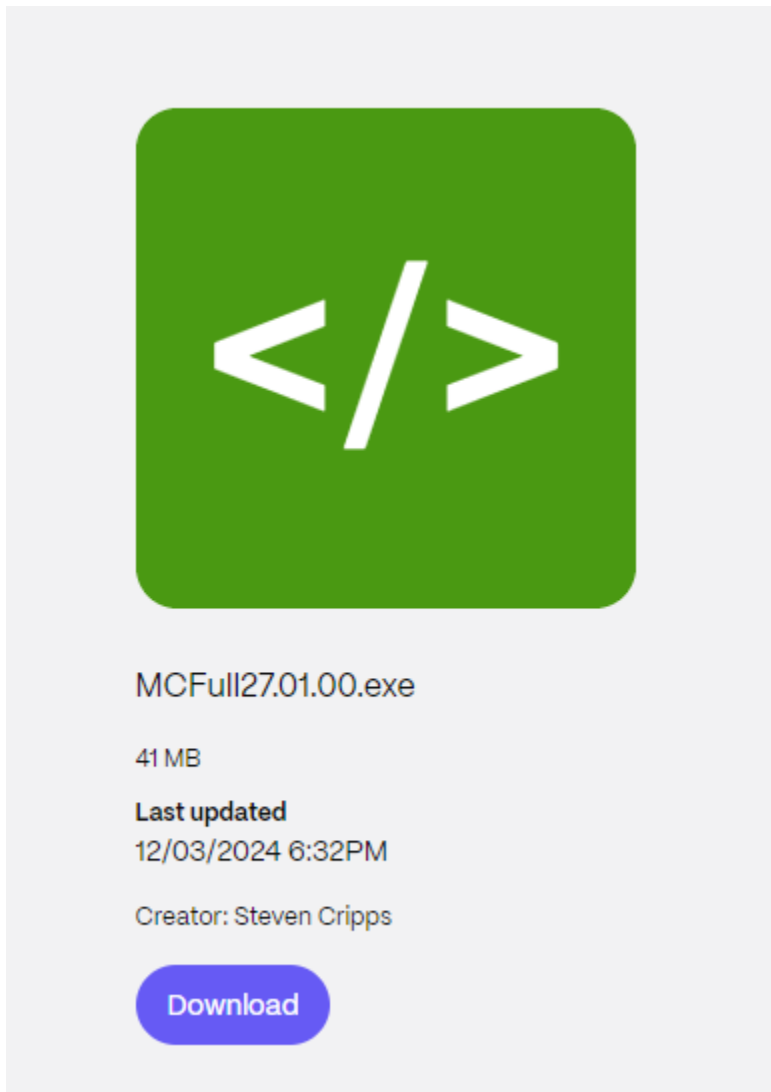 </>
MCFull27.01.00.exe
41 MB
Last updated
12/03/2024 6:32PM
Creator: Steven Cripps
Download